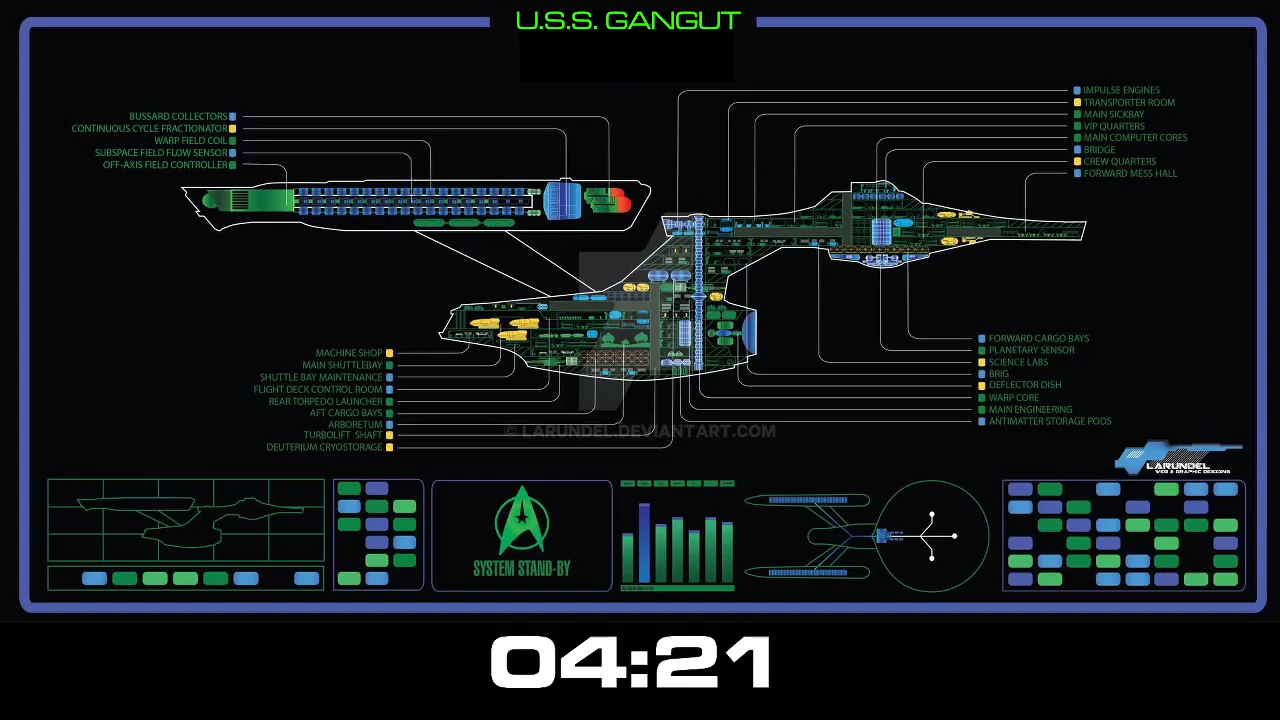 U.S.S. GANGUT
BUSSARD COLLECTORS
CONTINUOUS CYCLE FRACTIONATOR
WARP FIELD COIL
SUBSPACE FIELD FLOW SENSOR
OFF-AXIS FIELD CONTROLLER
IMPULSE ENGINES
TRANSPORTER ROOM
MAIN SICKBAY
VIP QUARTERS
MAIN COMPUTER CORES
BRIDGE
CREW QUARTERS
FORWARD MESS HALL
MACHINE SHOP
MAIN SHUTTLEBAY
SHUTTLE BAY MAINTENANCE
FLIGHT DECK CONTROL ROOM
REAR TORPEDO LAUNCHER
AFT CARGO BAYS
ARBORETUM
TURBOLIFT SHAFT
DEUTERIUM CRYOSTORAGE
FORWARD CARGO BAYS
PLANETARY SENSOR
SCIENCE LABS
BRIG
DEFLECTOR DISH
WARP CORE
MAIN ENGINEERING
ANTIMATTER STORAGE PODS
© LARUNDEL.DEVIANTART.COM
LARUNDEL
WEB & GRAPHIC DESIGNS
SYSTEM STAND-BY
04:21